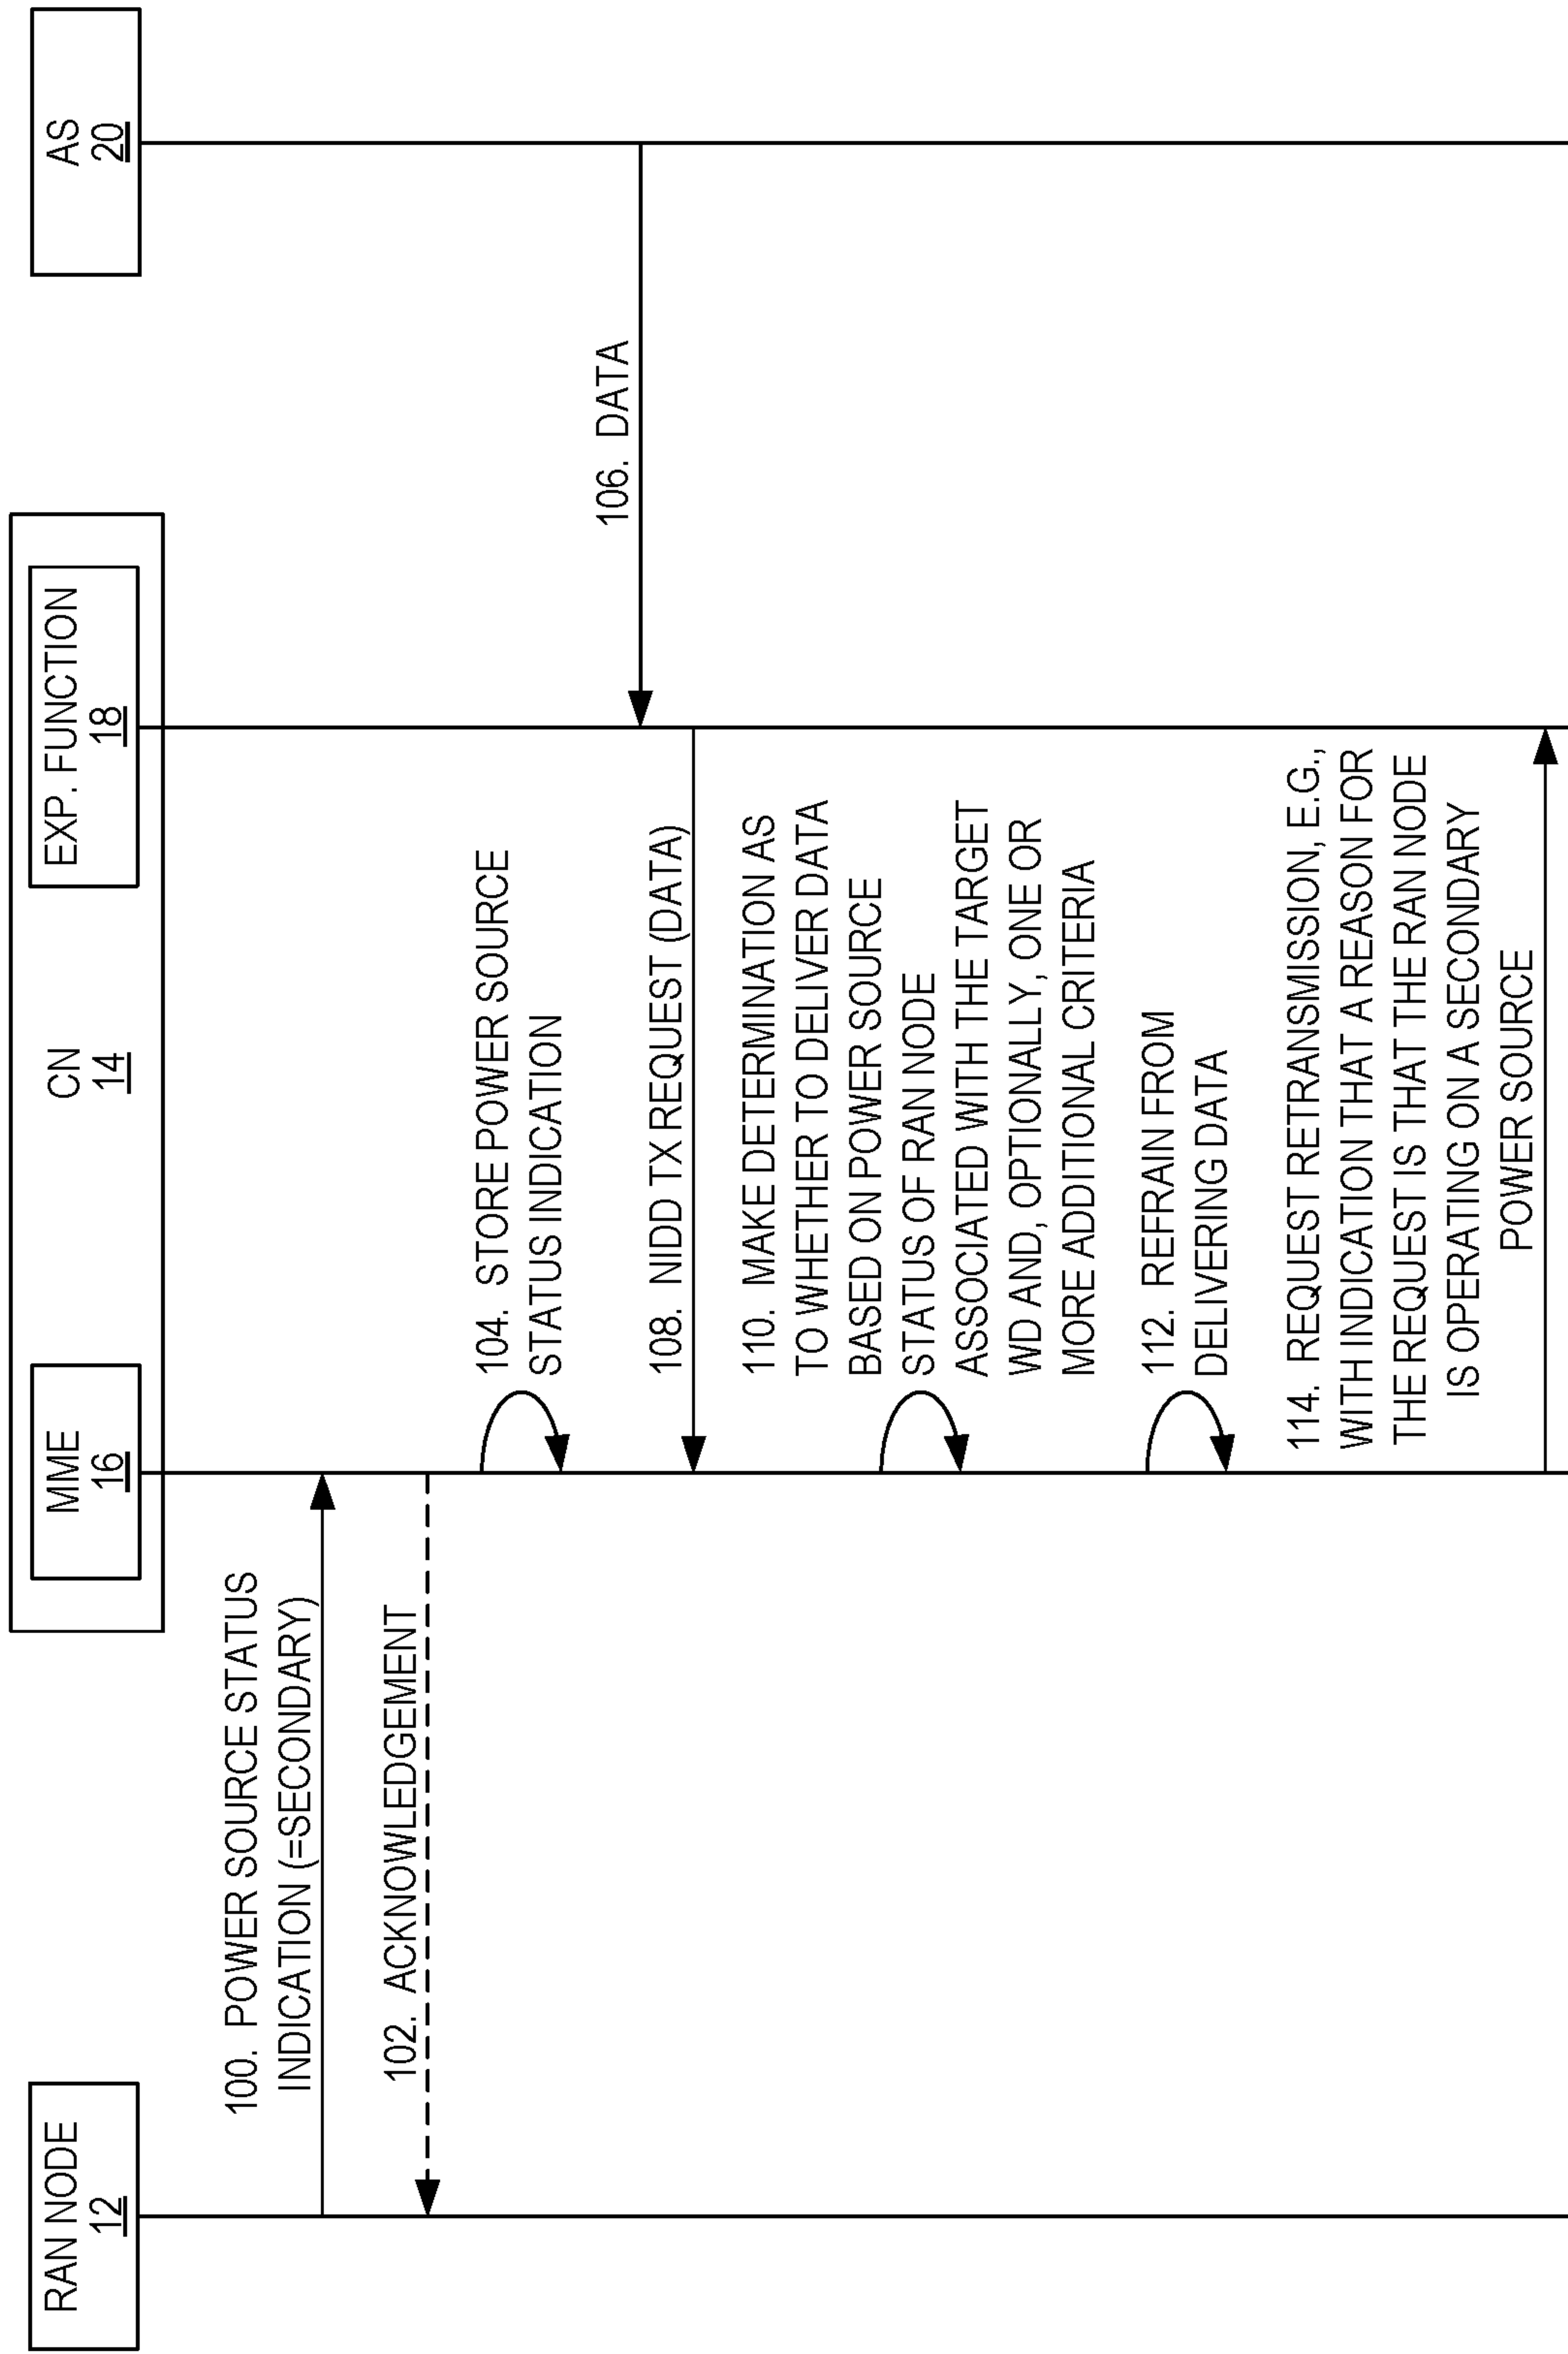 RAN NODE
12
CN
14
MME
16
EXP. FUNCTION
18
AS
20
100. POWER SOURCE STATUS
INDICATION (=SECONDARY)
102. ACKNOWLEDGEMENT
104. STORE POWER SOURCE
STATUS INDICATION
106. DATA
108. NIDD TX REQUEST (DATA)
110. MAKE DETERMINATION AS
TO WHETHER TO DELIVER DATA
BASED ON POWER SOURCE
STATUS OF RAN NODE
ASSOCIATED WITH THE TARGET
WD AND, OPTIONALLY, ONE OR
MORE ADDITIONAL CRITERIA
112. REFRAIN FROM
DELIVERING DATA
114. REQUEST RETRANSMISSION, E.G.,
WITH INDICATION THAT A REASON FOR
THE REQUEST IS THAT THE RAN NODE
IS OPERATING ON A SECONDARY
POWER SOURCE